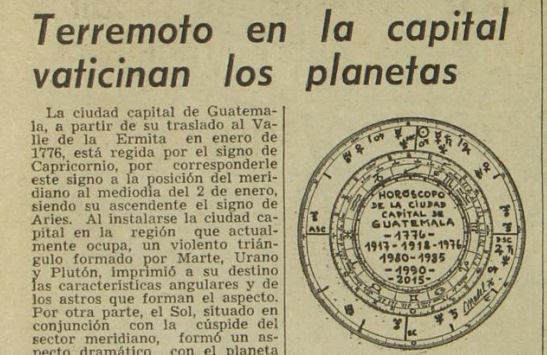 Terremoto en la capital
vaticinan los planetas
La ciudad capital de Guatema-
la, a partir de su traslado al Va-
lle de la Ermita en enero de
1776, está regida por el signo de
Capricornio, por corresponderle
este signo a la posición del meri-
diano al mediodía del 2 de enero,
siendo su ascendente el signo de
Aries. Al instalarse la ciudad ca-
pital en la región que actual-
mente ocupa, un violento trián-
gulo formado por Marte, Urano
y Plutón, imprimió a su destino
las características angulares y de
los astros que forman el aspecto.
Por otra parte, el Sol, situado en
conjunción con la cúspide del
sector meridiano, formó un as-
pecto dramático con el planeta
HOROSCOPO
DE LA CIUDAD
CAPITAL DE
GUATEMALA
-1776-
1917-1918-1976
1980-1985
-1990-
-2015-
ASC
DSC
MC